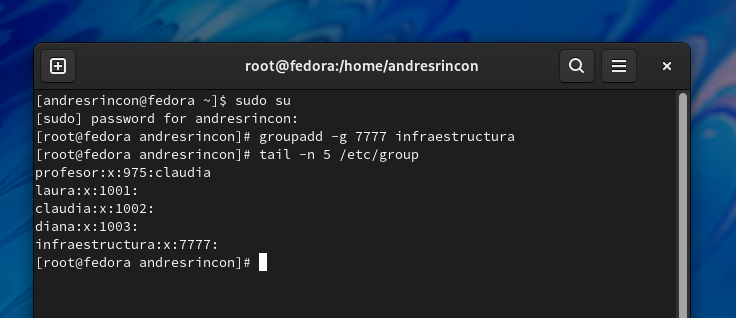 root@fedora:/home/andresrincon
[andresrincon@fedora ~]$ sudo su
[sudo] password for andresrincon:
[root@fedora andresrincon]# groupadd -g 7777 infraestructura
[root@fedora andresrincon]# tail -n 5 /etc/group
profesor:x:975:claudia
laura:x:1001:
claudia:x:1002:
diana:x:1003:
infraestructura:x:7777:
[root@fedora andresrincon]#